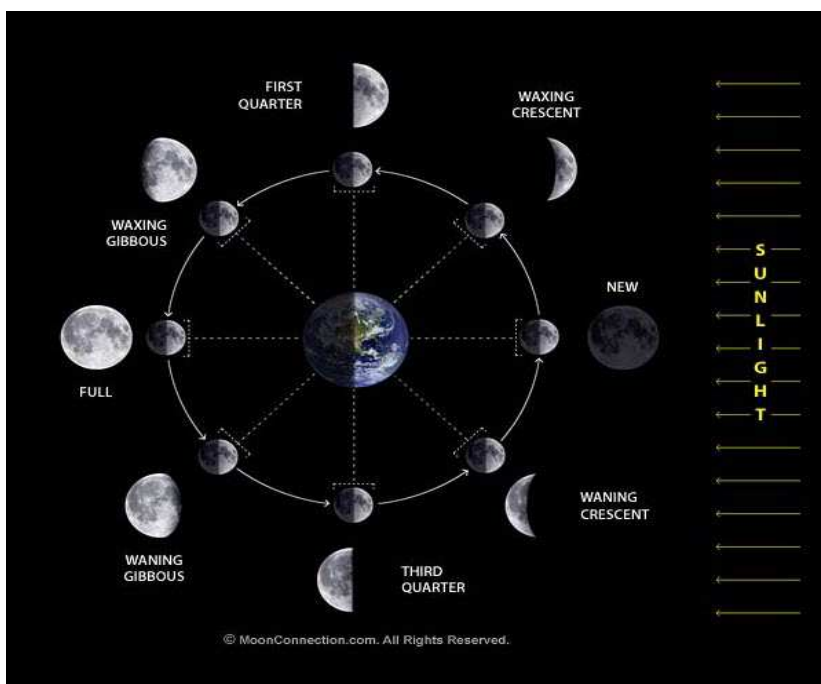 FIRST
QUARTER
WAXING
CRESCENT
WAXING
GIBBOUS
NEW
SUNLIGHT
FULL
WANING
CRESCENT
WANING
GIBBOUS
THIRD
QUARTER
© MoonConnection.com. All Rights Reserved.